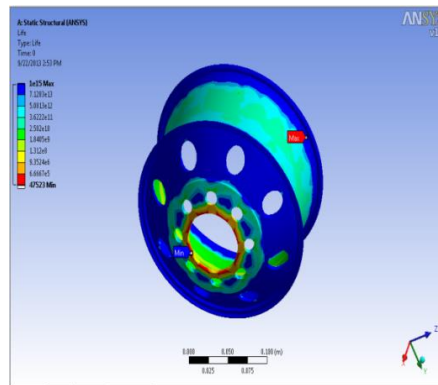 A: Static Structural (ANSYS)
Life
Type: Life
Time: 0
9/22/2013 2:53 PM
1e15 Max
7.1203e13
5.0813e12
3.6222e11
2.582e10
1.8405e9
1.312e8
9.3524e6
6.6667e5
47523 Min
ANSYS
Max
Min
0.000
0.050
0.100 (m)
0.025
0.075
Z
X
Y